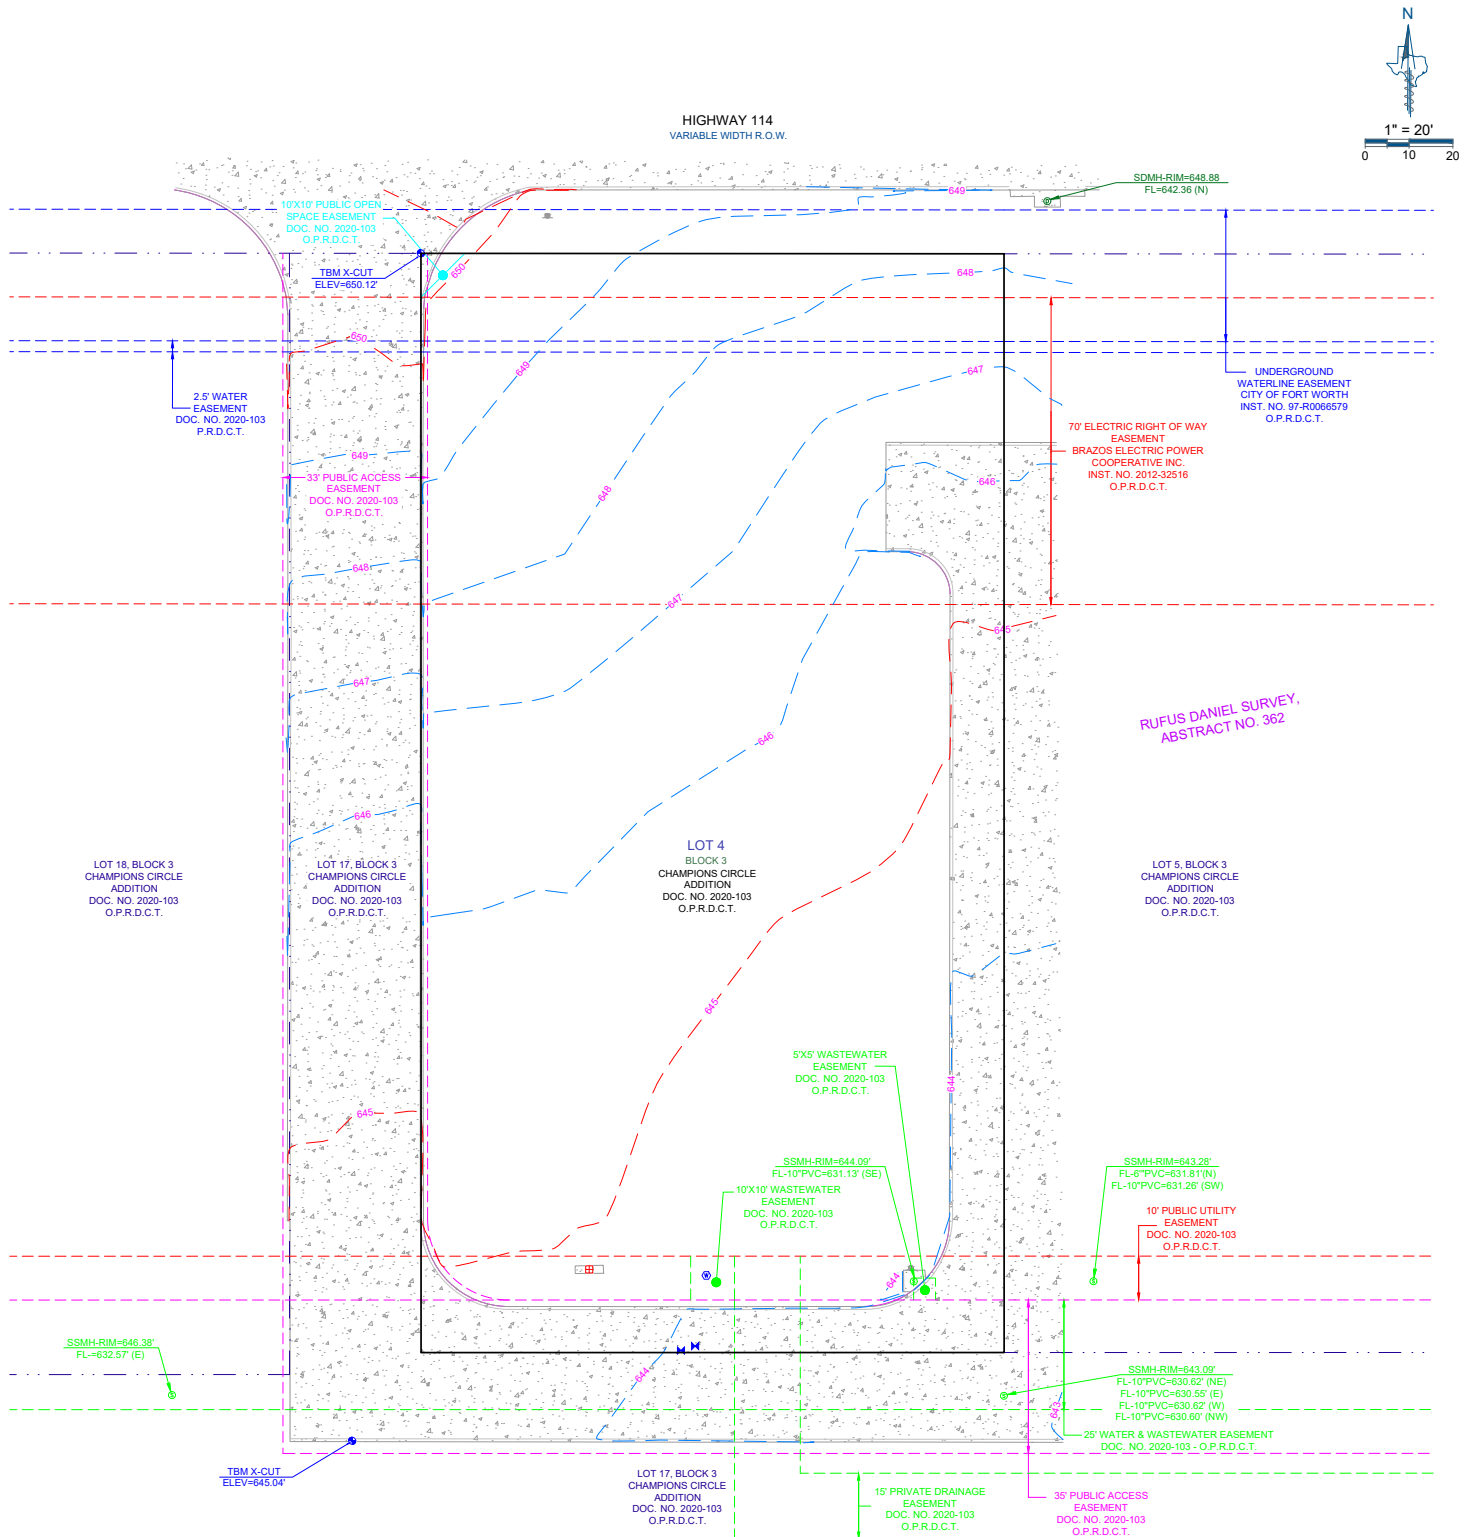 N
1" = 20'
0 10 20
HIGHWAY 114
VARIABLE WIDTH R.O.W.
SDMH-RIM=648.88
FL=642.36 (N)
649
10'X10' PUBLIC OPEN
SPACE EASEMENT
DOC. NO. 2020-103
O.P.R.D.C.T.
TBM X-CUT
ELEV=650.12'
650
648
650
649
647
2.5' WATER
EASEMENT
DOC. NO. 2020-103
P.R.D.C.T.
UNDERGROUND
WATERLINE EASEMENT
CITY OF FORT WORTH
INST. NO. 97-R0066579
O.P.R.D.C.T.
70' ELECTRIC RIGHT OF WAY
EASEMENT
BRAZOS ELECTRIC POWER
COOPERATIVE INC.
INST. NO. 2012-32516
O.P.R.D.C.T.
649
33' PUBLIC ACCESS
EASEMENT
DOC. NO. 2020-103
O.P.R.D.C.T.
648
646
648
647
645
647
RUFUS DANIEL SURVEY,
ABSTRACT NO. 362
646
646
LOT 18, BLOCK 3
CHAMPIONS CIRCLE
ADDITION
DOC. NO. 2020-103
O.P.R.D.C.T.
LOT 17, BLOCK 3
CHAMPIONS CIRCLE
ADDITION
DOC. NO. 2020-103
O.P.R.D.C.T.
LOT 4
BLOCK 3
CHAMPIONS CIRCLE
ADDITION
DOC. NO. 2020-103
O.P.R.D.C.T.
LOT 5, BLOCK 3
CHAMPIONS CIRCLE
ADDITION
DOC. NO. 2020-103
O.P.R.D.C.T.
645
5'X5' WASTEWATER
EASEMENT
DOC. NO. 2020-103
O.P.R.D.C.T.
644
645
SSMH-RIM=644.09'
FL-10"PVC=631.13' (SE)
10'X10' WASTEWATER
EASEMENT
DOC. NO. 2020-103
O.P.R.D.C.T.
SSMH-RIM=643.28'
FL-6"PVC=631.81'(N)
FL-10"PVC=631.26' (SW)
10' PUBLIC UTILITY
EASEMENT
DOC. NO. 2020-103
O.P.R.D.C.T.
W
644
S
S
SSMH-RIM=646.38'
FL-=632.57' (E)
S
644
SSMH-RIM=643.09'
FL-10"PVC=630.62' (NE)
FL-10"PVC=630.55' (E)
FL-10"PVC=630.62' (W)
FL-10"PVC=630.60' (NW)
S
643
25' WATER & WASTEWATER EASEMENT
DOC. NO. 2020-103 - O.P.R.D.C.T.
TBM X-CUT
ELEV=645.04'
LOT 17, BLOCK 3
CHAMPIONS CIRCLE
ADDITION
DOC. NO. 2020-103
O.P.R.D.C.T.
15' PRIVATE DRAINAGE
EASEMENT
DOC. NO. 2020-103
O.P.R.D.C.T.
35' PUBLIC ACCESS
EASEMENT
DOC. NO. 2020-103
O.P.R.D.C.T.